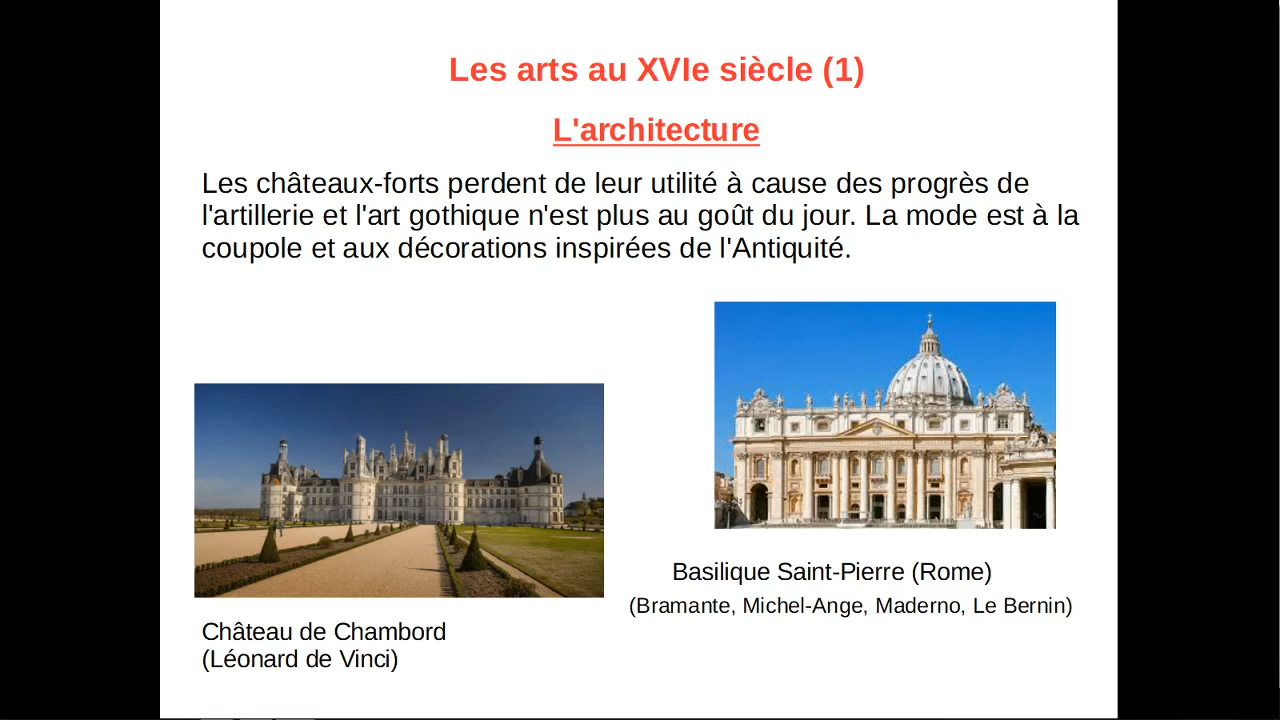 Les arts au XVIe siècle (1)
L'architecture
Les châteaux-forts perdent de leur utilité à cause des progrès de
l'artillerie et l'art gothique n'est plus au goût du jour. La mode est à la
coupole et aux décorations inspirées de l'Antiquité.
Basilique Saint-Pierre (Rome)
(Bramante, Michel-Ange, Maderno, Le Bernin)
Château de Chambord
(Léonard de Vinci)